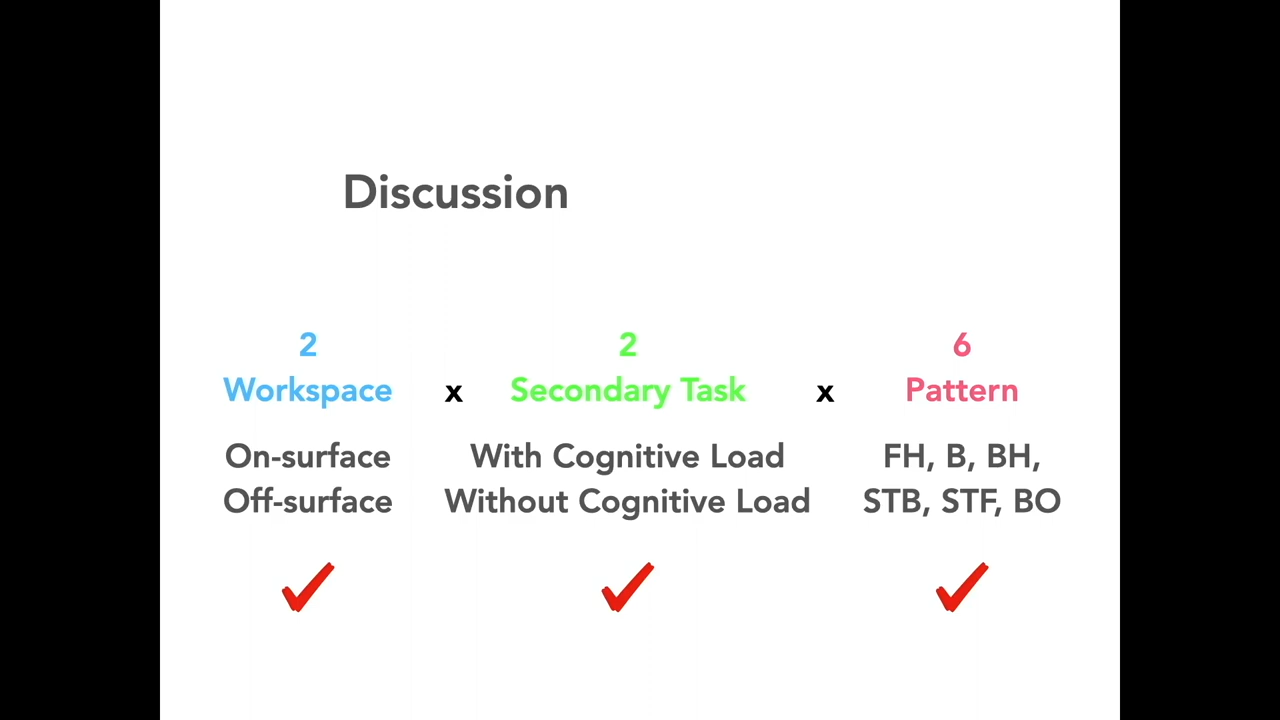 Discussion
2
Workspace
On-surface
Off-surface
x
2
Secondary Task
With Cognitive Load
Without Cognitive Load
x
6
Pattern
FH, B, BH,
STB, STF, BO